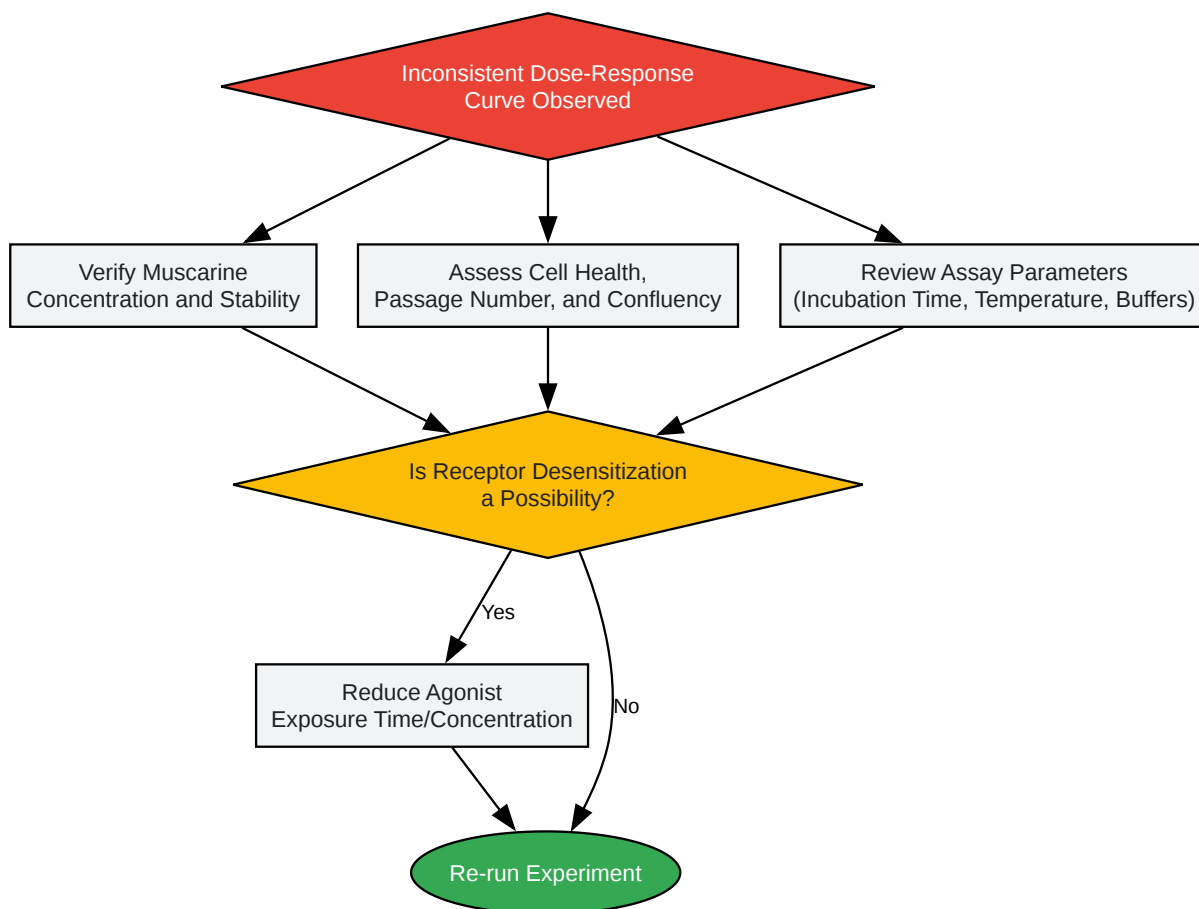 Inconsistent Dose-Response
Curve Observed
Verify Muscarine
Concentration and Stability
Assess Cell Health,
Passage Number, and Confluency
Review Assay Parameters
(Incubation Time, Temperature, Buffers)
Is Receptor Desensitization
a Possibility?
Yes
Reduce Agonist
Exposure Time/Concentration
No
Re-run Experiment